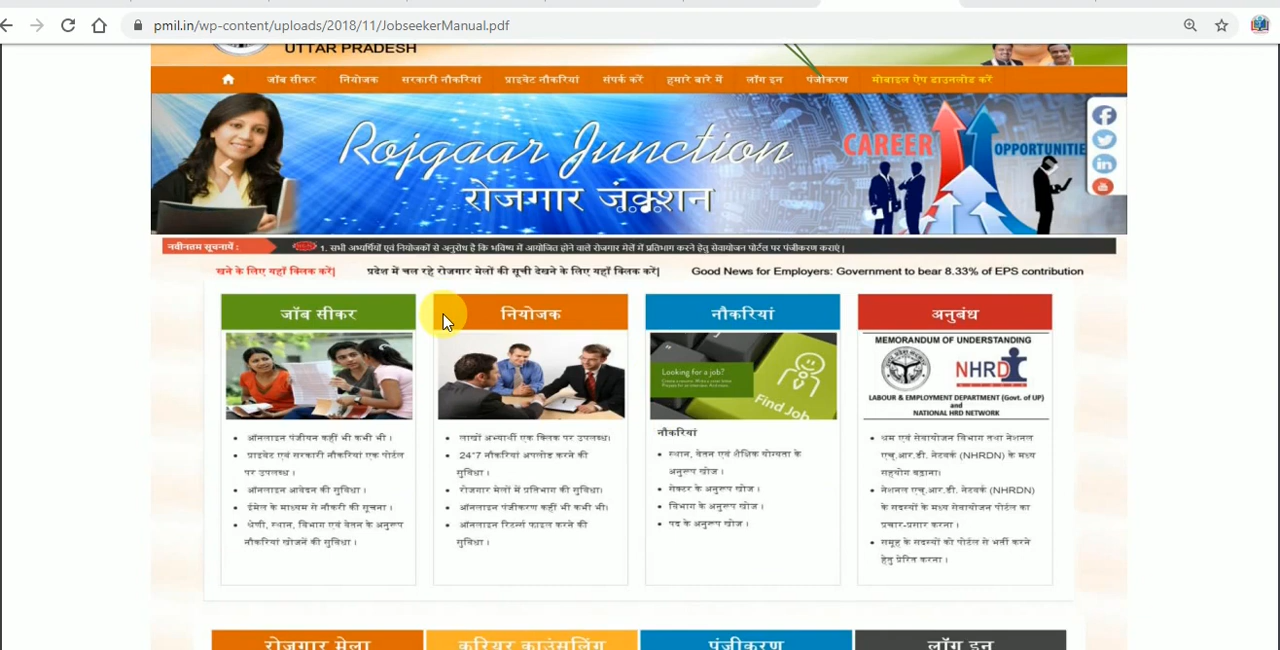 pmil.in/wp-content/uploads/2018/11/JobseekerManual.pdf
UTTAR PRADESH
जॉब सीकर नियोजक सरकारी नौकरियां प्राइवेट नौकरियां संपर्क करें हमारे बारे में लॉग इन पंजीकरण मोबाइल ऐप डाउनलोड करें
Rojgaar Junction
रोजगार जंक्शन
CAREER
OPPORTUNITIE
नवीनतम सूचनायें :
1. सभी अभ्यर्थियों एवं नियोजकों से अनुरोध है कि भविष्य में आयोजित होने वाले रोजगार मेलें में प्रतिभाग करने हेतु सेवायोजन पोर्टल पर पंजीकरण कराएं |
खने के लिए यहाँ क्लिक करें| प्रदेश में चल रहे रोजगार मेलों की सूची देखने के लिए यहाँ क्लिक करें| Good News for Employers: Government to bear 8.33% of EPS contribution
जॉब सीकर
ऑनलाइन पंजीयन कहीं भी कभी भी ।
प्राइवेट एवं सरकारी नौकरियां एक पोर्टल
पर उपलब्ध ।
ऑनलाइन आवेदन की सुविधा ।
ईमेल के माध्यम से नौकरी की सूचना ।
श्रेणी, स्थान, विभाग एवं वेतन के अनुरूप
नौकरियां खोजनें की सुविधा ।
नियोजक
लाखों अभ्यार्थी एक क्लिक पर उपलब्ध।
24*7 नौकरियां अपलोड करने की
सुविधा ।
रोजगार मेलों में प्रतिभाग की सुविधा।
ऑनलाइन पंजीकरण कहीं भी कभी भी।
ऑनलाइन रिटर्न्स फाइल करने की
सुविधा ।
नौकरियां
Looking for a job?
Find Job
नौकरियां
स्थान, वेतन एवं शैक्षिक योग्यता के
अनुरूप खोज ।
सेक्टर के अनुरूप खोज ।
विभाग के अनुरूप खोज ।
पद के अनुरूप खोज ।
अनुबंध
MEMORANDUM OF UNDERSTANDING
NHRD
LABOUR & EMPLOYMENT DEPARTMENT (Govt. of UP)
and
NATIONAL HRD NETWORK
श्रम एवं सेवायोजन विभाग तथा नेशनल
एच्.आर.डी. नेटवर्क (NHRDN) के मध्य
सहयोग बढ़ाना।
नेशनल एच्.आर.डी. नेटवर्क (NHRDN)
के सदस्यों के मध्य सेवायोजन पोर्टल का
प्रचार-प्रसार करना ।
समूह के सदस्यों को पोर्टल से भर्ती करने
हेतु प्रेरित करना ।
रोजगार मेला करियर काउंसलिंग पंजीकरण लॉग इन